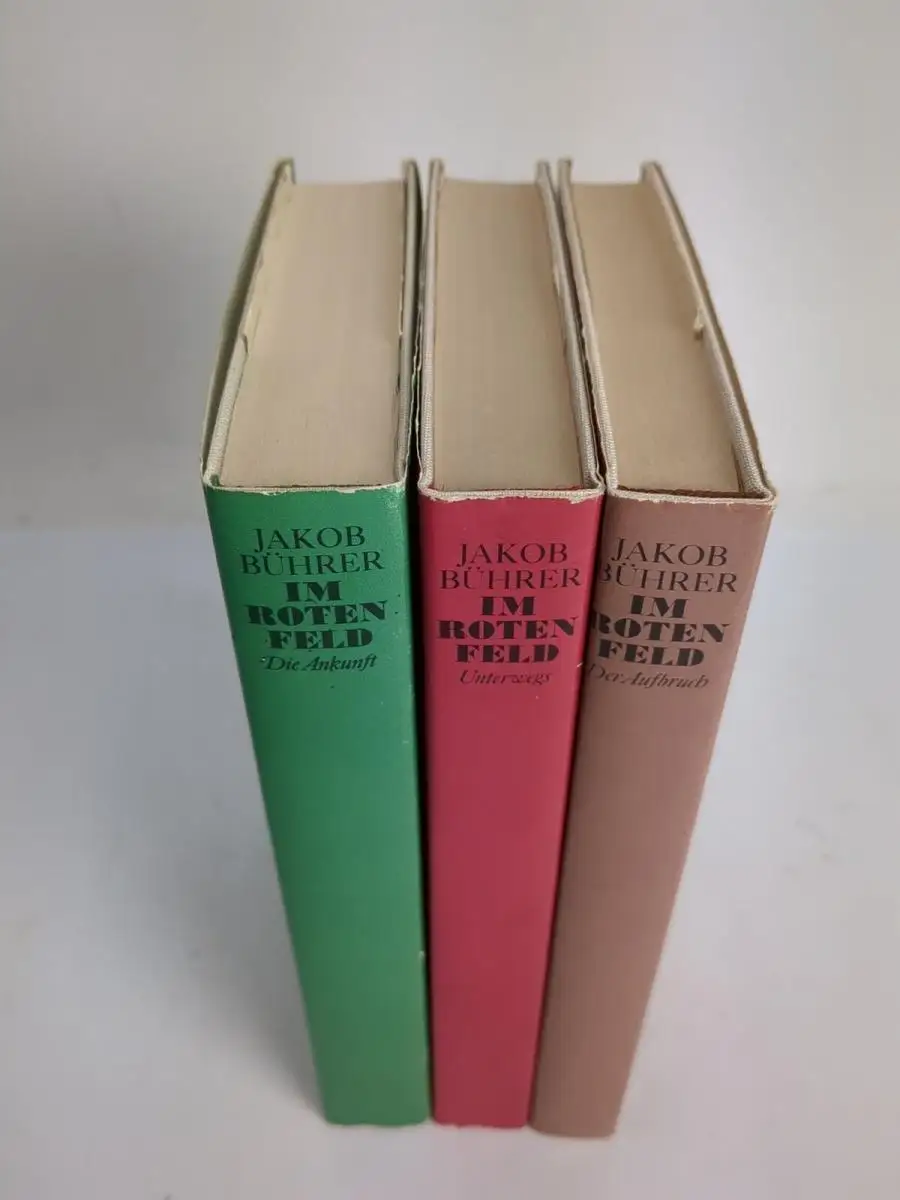 JAKOB
BÜHRER
IM
ROTEN
FELD
Die Ankunft
JAKOB
BÜHRER
IM
ROTEN
FELD
Unterwegs
JAKOB
BÜHRER
IM
ROTEN
FELD
Der Aufbruch